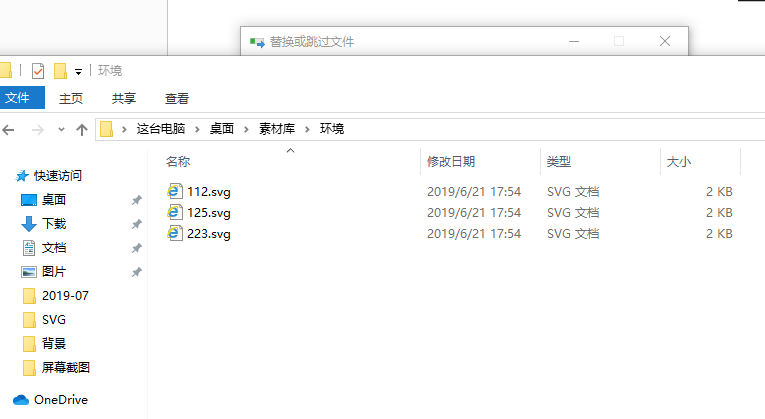 替换或跳过文件
环境
文件 主页 共享 查看
这台电脑 桌面 素材库 环境
名称 修改日期 类型 大小
快速访问
桌面
下载
文档
图片
2019-07
SVG
背景
屏幕截图
OneDrive
112.svg 2019/6/21 17:54 SVG 文档 2 KB
125.svg 2019/6/21 17:54 SVG 文档 2 KB
223.svg 2019/6/21 17:54 SVG 文档 2 KB